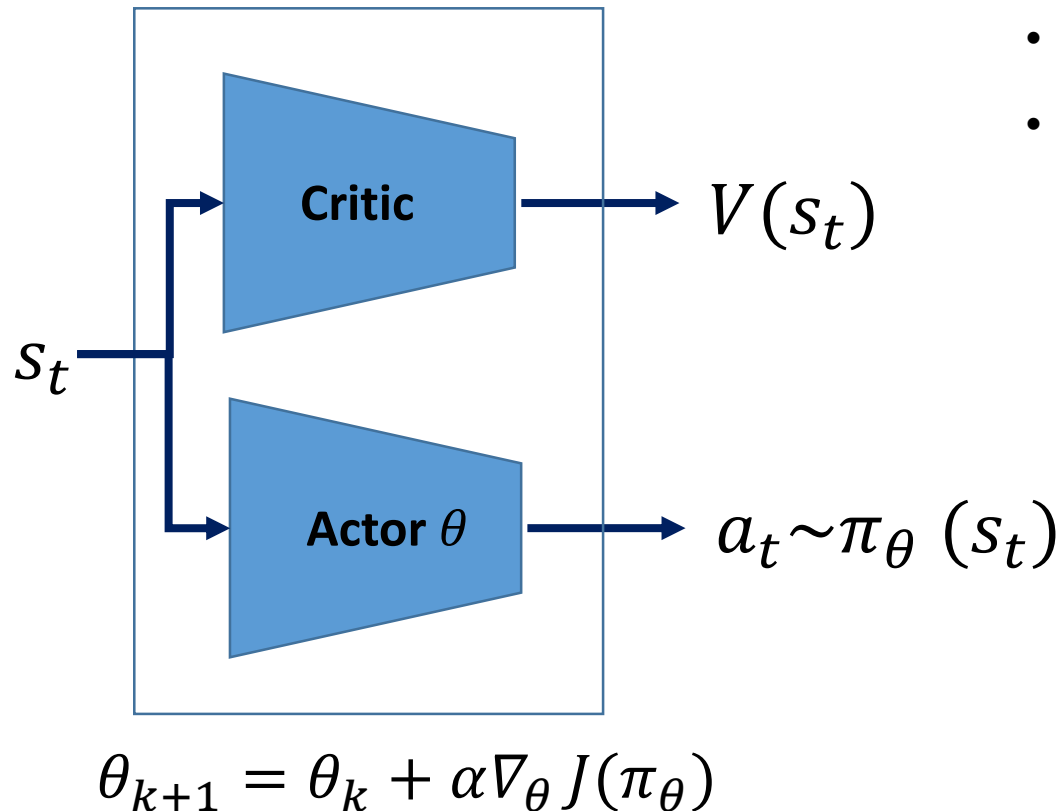 Critic
V(s_t)
s_t
Actor θ
a_t~π_θ (s_t)
θ_{k+1} = θ_k + α∇_θ J(π_θ)